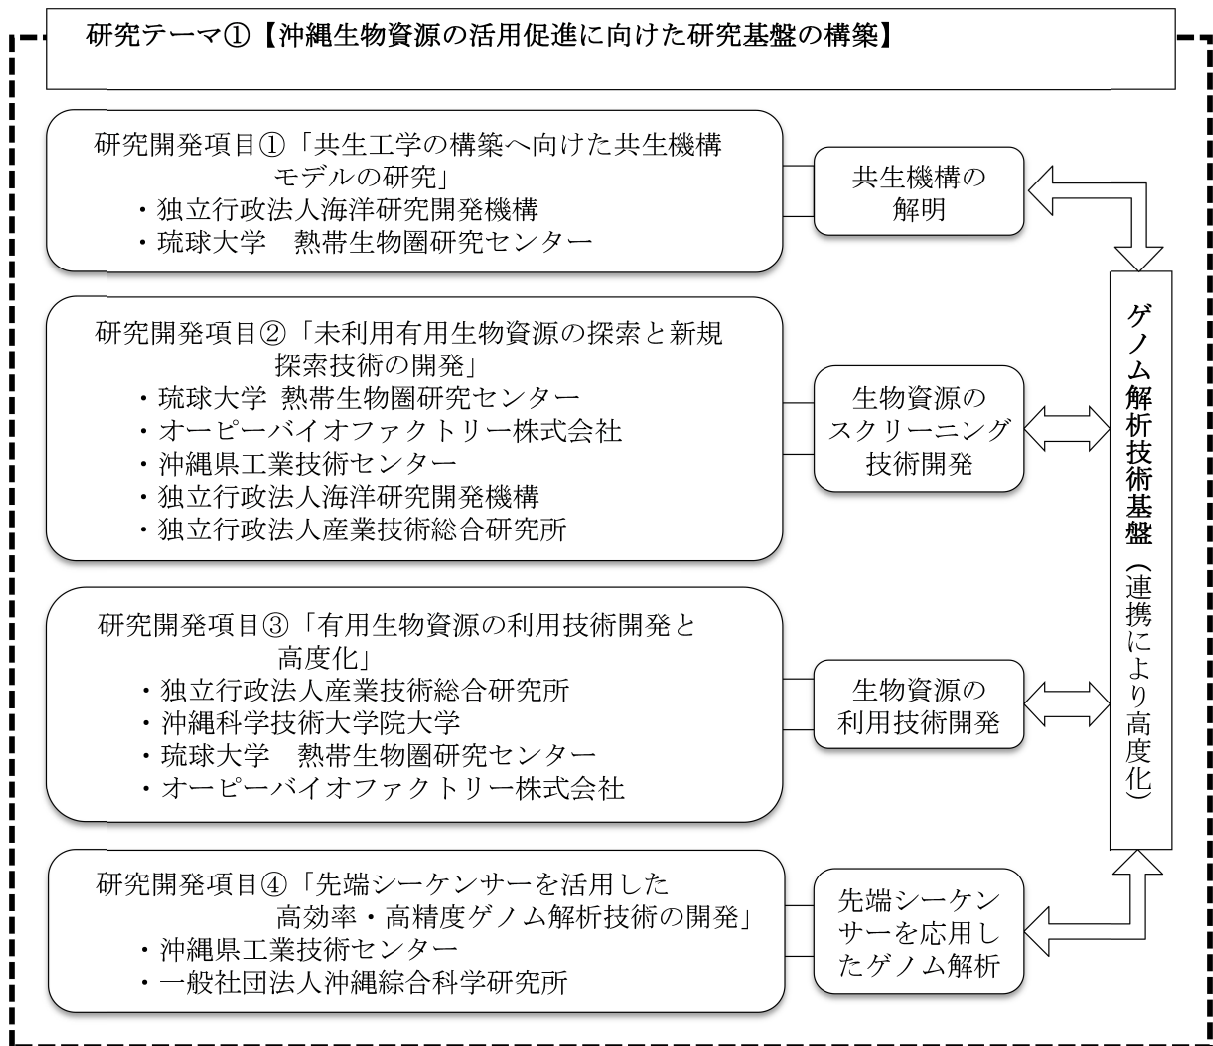 研究テーマ①【沖縄生物資源の活用促進に向けた研究基盤の構築】
研究開発項目①「共生工学の構築へ向けた共生機構
モデルの研究」
・独立行政法人海洋研究開発機構
・琉球大学　熱帯生物圏研究センター
共生機構の
解明
研究開発項目②「未利用有用生物資源の探索と新規
探索技術の開発」
・琉球大学 熱帯生物圏研究センター
・オーピーバイオファクトリー株式会社
・沖縄県工業技術センター
・独立行政法人海洋研究開発機構
・独立行政法人産業技術総合研究所
生物資源の
スクリーニング
技術開発
研究開発項目③「有用生物資源の利用技術開発と
高度化」
・独立行政法人産業技術総合研究所
・沖縄科学技術大学院大学
・琉球大学　熱帯生物圏研究センター
・オーピーバイオファクトリー株式会社
生物資源の
利用技術開発
研究開発項目④「先端シーケンサーを活用した
高効率・高精度ゲノム解析技術の開発」
・沖縄県工業技術センター
・一般社団法人沖縄綜合科学研究所
先端シーケン
サーを応用し
たゲノム解析
ゲノム解析技術基盤（連携により高度化）